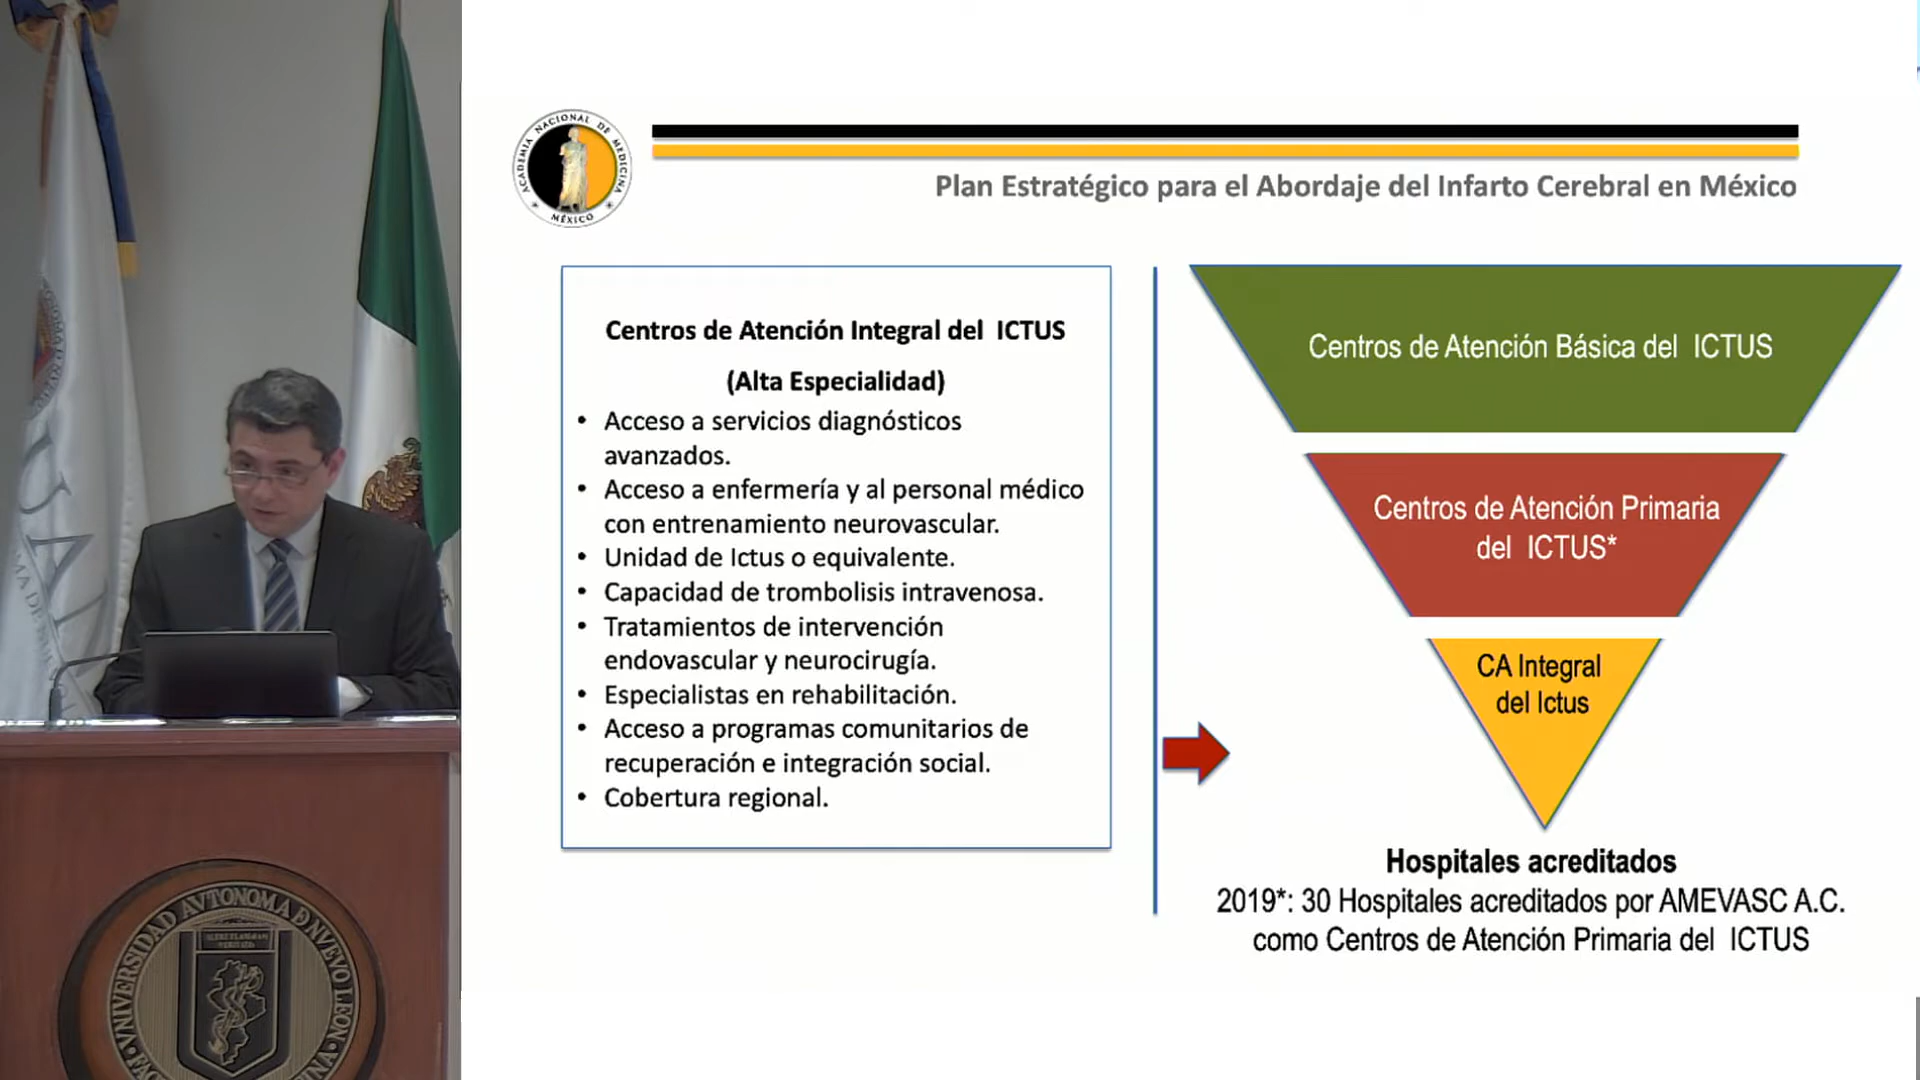 ACADEMIA NACIONAL DE MEDICINA
MÉXICO
Plan Estratégico para el Abordaje del Infarto Cerebral en México
Centros de Atención Integral del ICTUS
(Alta Especialidad)
• Acceso a servicios diagnósticos
avanzados.
• Acceso a enfermería y al personal médico
con entrenamiento neurovascular.
• Unidad de Ictus o equivalente.
• Capacidad de trombolisis intravenosa.
• Tratamientos de intervención
endovascular y neurocirugía.
• Especialistas en rehabilitación.
• Acceso a programas comunitarios de
recuperación e integración social.
• Cobertura regional.
Centros de Atención Básica del ICTUS
Centros de Atención Primaria
del ICTUS*
CA Integral
del Ictus
Hospitales acreditados
2019*: 30 Hospitales acreditados por AMEVASC A.C.
como Centros de Atención Primaria del ICTUS
VNIVERSIDAD AVTONOMA D NVEVO LEON